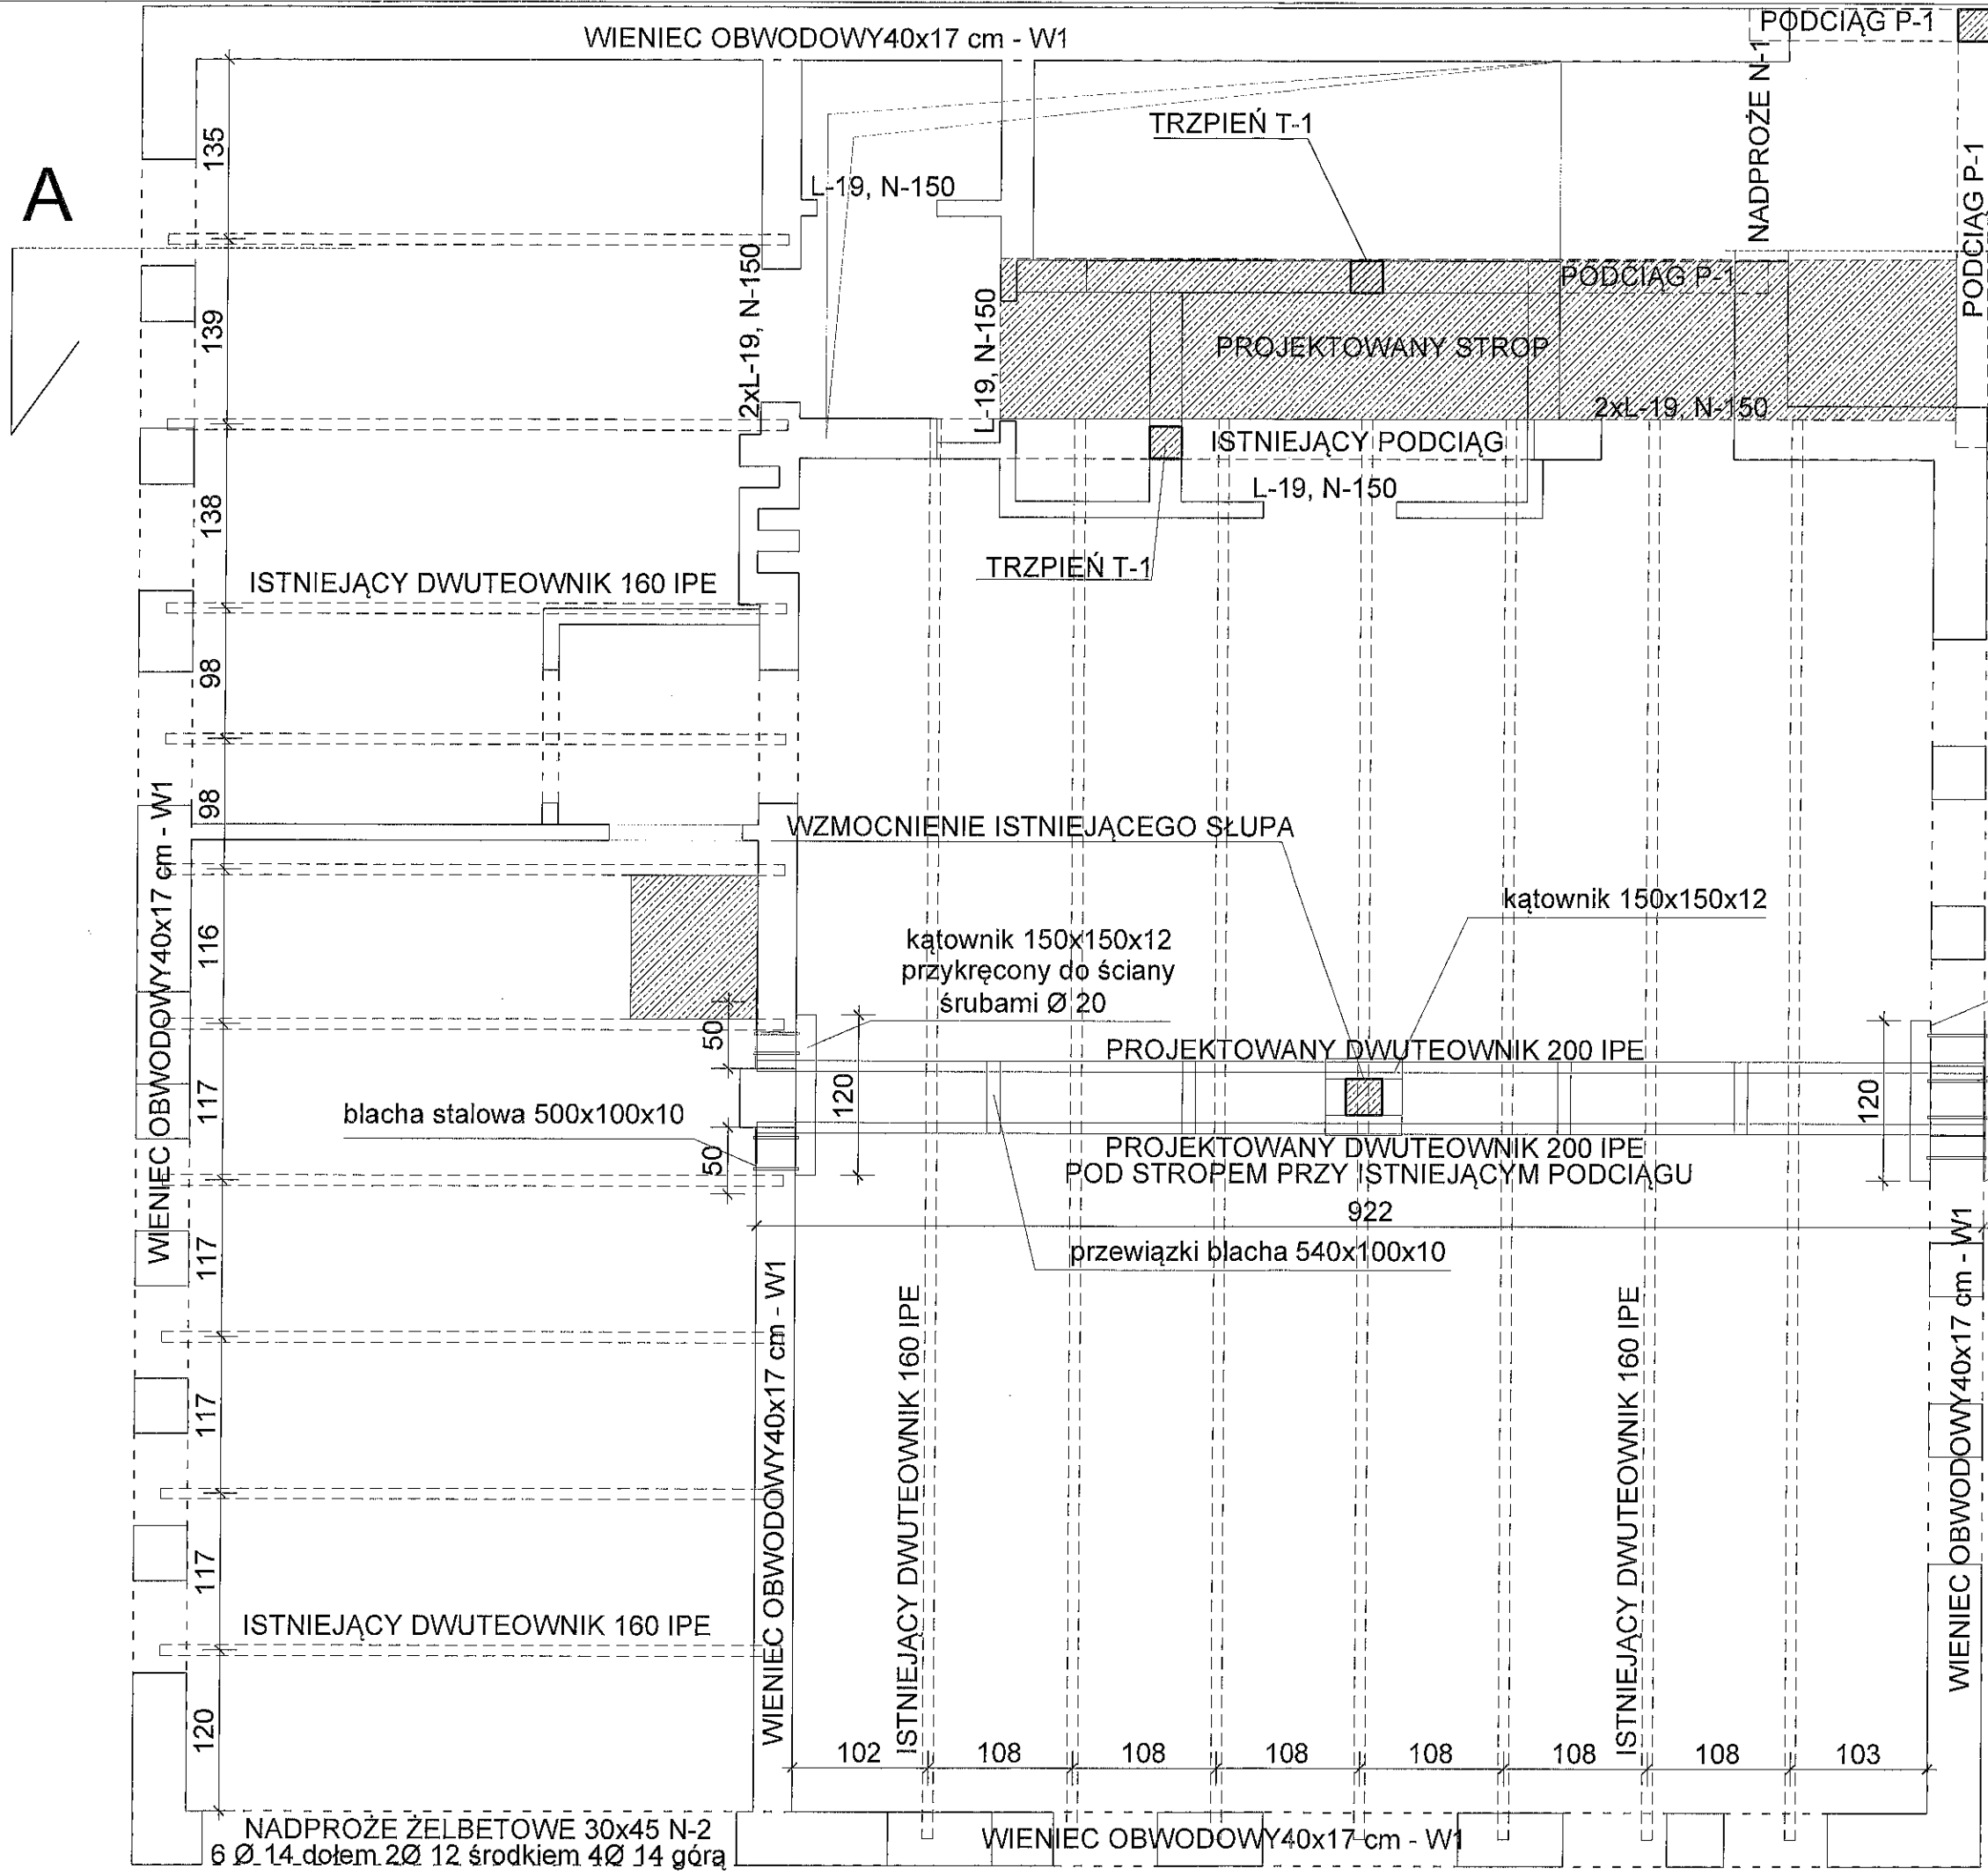 WIENIEC OBWODOWY40x17 cm - W1
PODCIĄG P-1
NADPROŻE N-1
PODCIĄG P-1
TRZPIEŃ T-1
A
135
L-19, N-150
139
2xL-19, N-150
L-19, N-150
PODCIĄG P-1
PROJEKTOWANY STROP
2xL-19, N-150
ISTNIEJĄCY PODCIĄG
L-19, N-150
138
TRZPIEŃ T-1
ISTNIEJĄCY DWUTEOWNIK 160 IPE
98
98
WZMOCNIENIE ISTNIEJĄCEGO SŁUPA
WIENIEC OBWODOWY40x17 cm - W1
kątownik 150x150x12
116
kątownik 150x150x12
przykręcony do ściany
śrubami Ø 20
50
PROJEKTOWANY DWUTEOWNIK 200 IPE
117
120
120
blacha stalowa 500x100x10
50
PROJEKTOWANY DWUTEOWNIK 200 IPE
POD STROPEM PRZY ISTNIEJĄCYM PODCIĄGU
922
117
przewiązki blacha 540x100x10
WIENIEC OBWODOWY40x17 cm - W1
ISTNIEJĄCY DWUTEOWNIK 160 IPE
ISTNIEJĄCY DWUTEOWNIK 160 IPE
WIENIEC OBWODOWY40x17 cm - W1
117
117
ISTNIEJĄCY DWUTEOWNIK 160 IPE
120
102
108
108
108
108
108
108
103
NADPROŻE ŻELBETOWE 30x45 N-2
6 Ø 14 dołem 2Ø 12 środkiem 4Ø 14 górą
WIENIEC OBWODOWY40x17 cm - W1